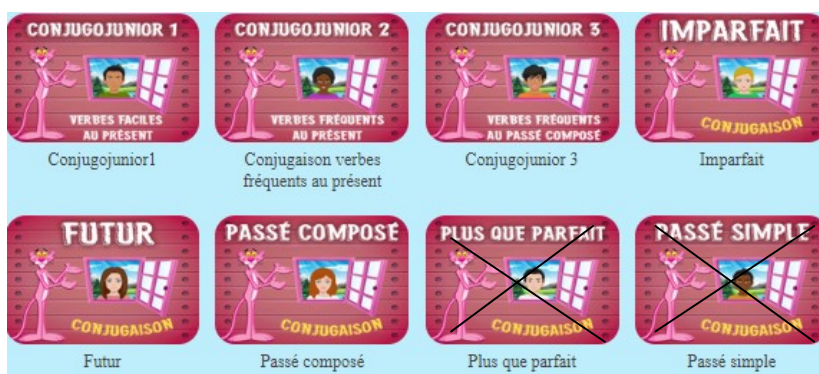 CONJUGOJUNIOR 1
VERBES FACILES
AU PRÉSENT
Conjugojunior1
CONJUGOJUNIOR 2
VERBES FRÉQUENTS
AU PRÉSENT
Conjugaison verbes
fréquents au présent
CONJUGOJUNIOR 3
VERBES FRÉQUENTS
AU PASSÉ COMPOSÉ
Conjugojunior 3
IMPARFAIT
CONJUGAISON
Imparfait
FUTUR
CONJUGAISON
Futur
PASSÉ COMPOSÉ
CONJUGAISON
Passé composé
PLUS QUE PARFAIT
CONJUGAISON
Plus que parfait
PASSÉ SIMPLE
CONJUGAISON
Passé simple